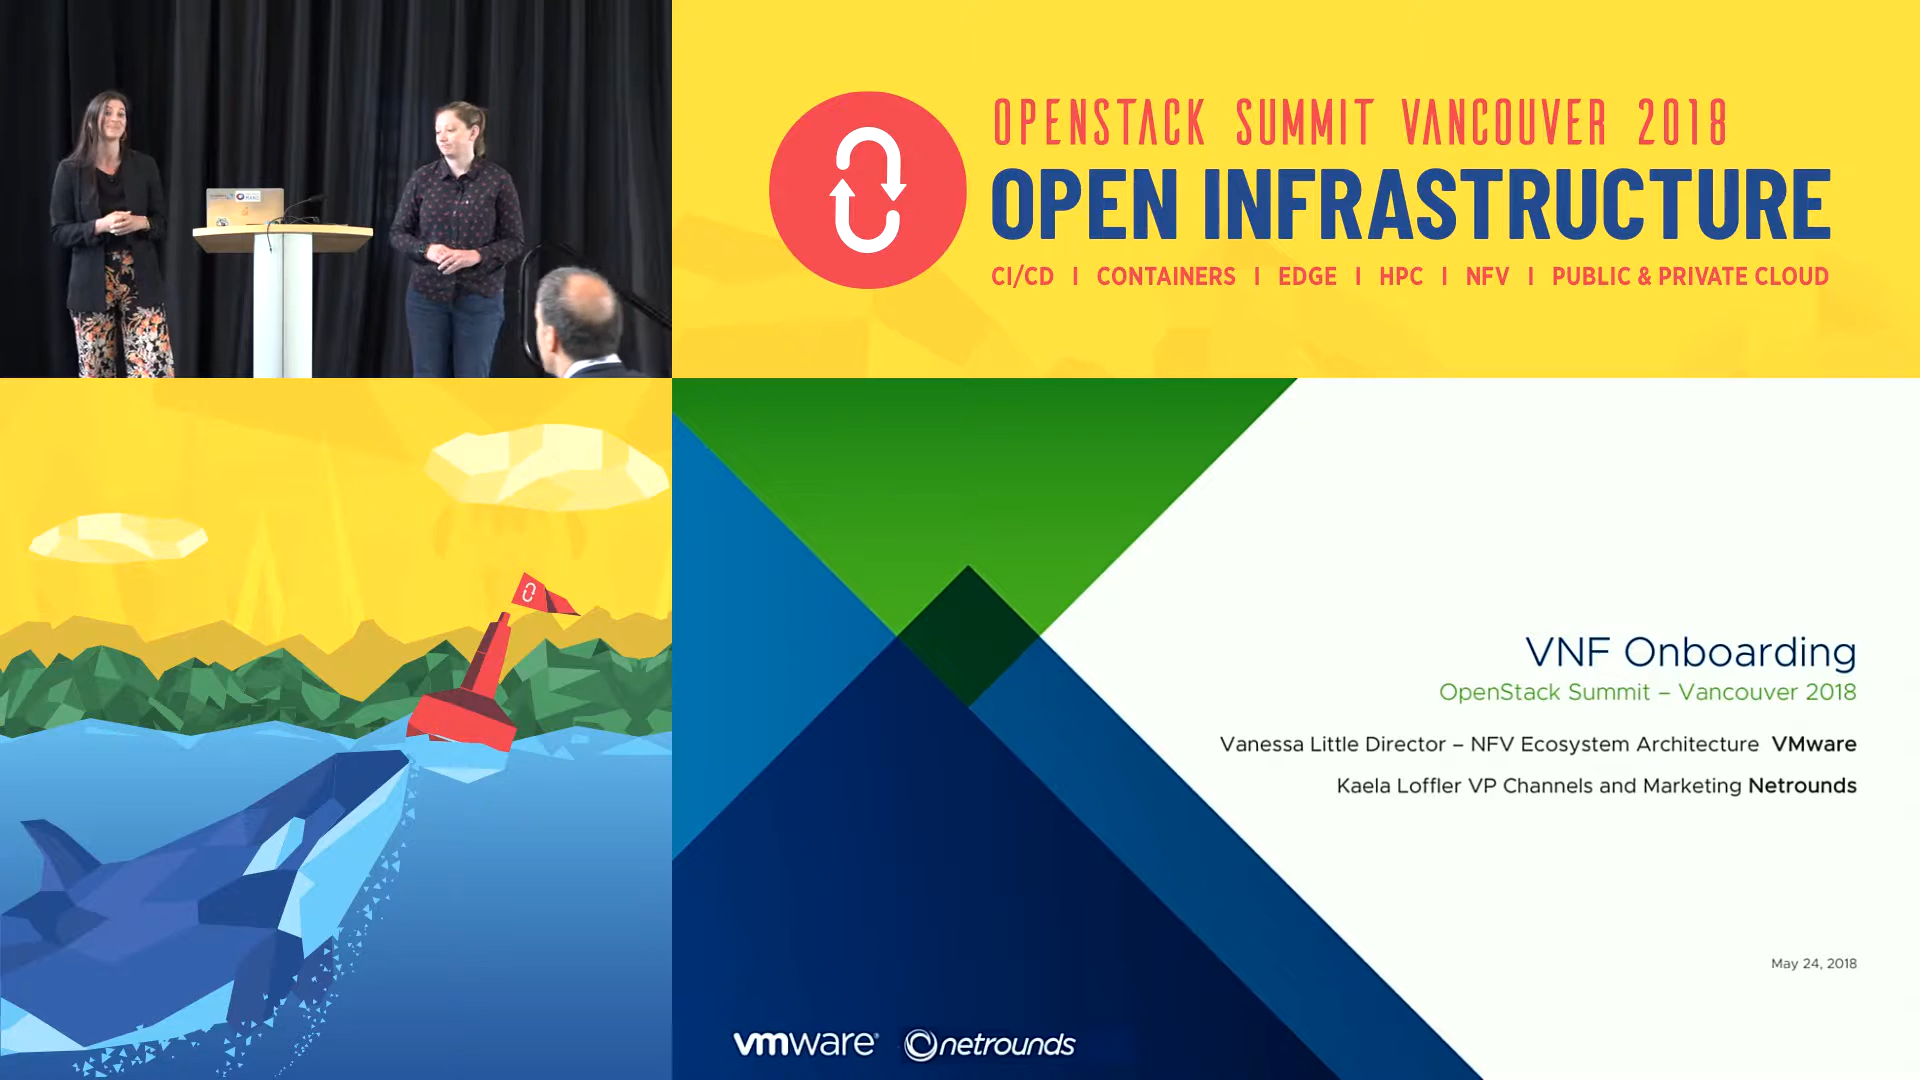 OPENSTACK SUMMIT VANCOUVER 2018
OPEN INFRASTRUCTURE
CI/CD | CONTAINERS | EDGE | HPC | NFV | PUBLIC & PRIVATE CLOUD
VNF Onboarding
OpenStack Summit – Vancouver 2018
Vanessa Little Director – NFV Ecosystem Architecture VMware
Kaela Loffler VP Channels and Marketing Netrounds
May 24, 2018
vmware® netrounds